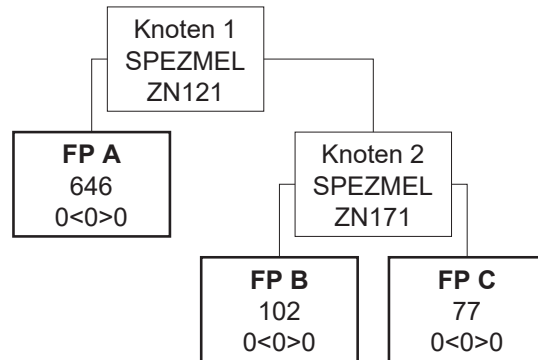 Knoten 1
SPEZMEL
ZN121
FP A
646
0<0>0
Knoten 2
SPEZMEL
ZN171
FP B
102
0<0>0
FP C
77
0<0>0